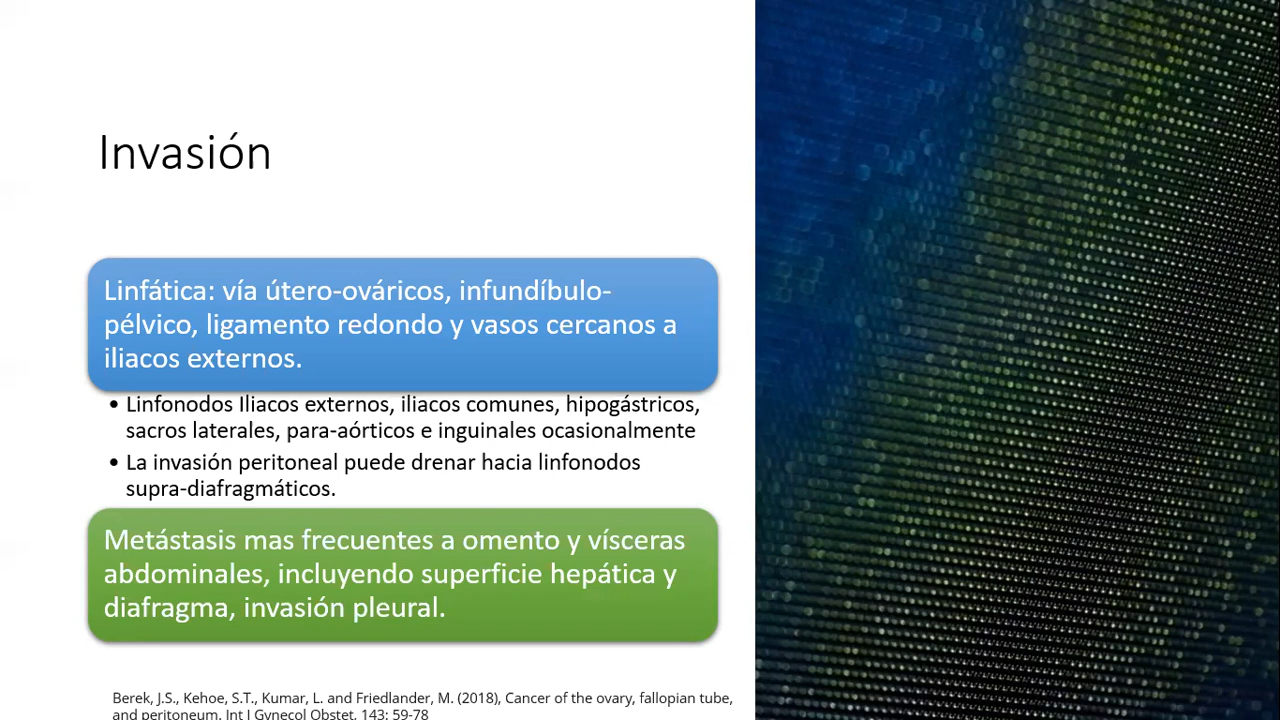 Invasión
Linfática: vía útero-ováricos, infundíbulo-
pélvico, ligamento redondo y vasos cercanos a
iliacos externos.
• Linfonodos Iliacos externos, iliacos comunes, hipogástricos,
sacros laterales, para-aórticos e inguinales ocasionalmente
• La invasión peritoneal puede drenar hacia linfonodos
supra-diafragmáticos.
Metástasis mas frecuentes a omento y vísceras
abdominales, incluyendo superficie hepática y
diafragma, invasión pleural.
Berek, J.S., Kehoe, S.T., Kumar, L. and Friedlander, M. (2018), Cancer of the ovary, fallopian tube,
and peritoneum. Int J Gynecol Obstet, 143: 59-78